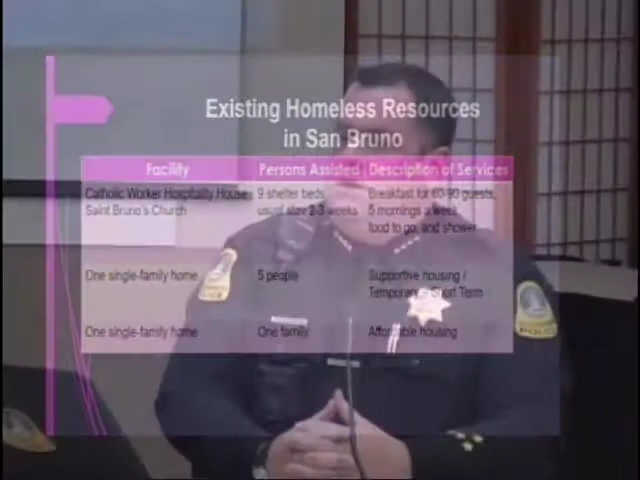 Existing Homeless Resources
in San Bruno
Facility Persons Assisted Description of Services
Catholic Worker Hospitality House 9 shelter beds Breakfast for 60-90 guests,
Saint Bruno's Church usual stay 2-3 weeks 5 mornings a week
food to go, and shower
One single-family home 5 people Supportive housing /
Temporary - Short Term
One single-family home One family Affordable housing
POLICE